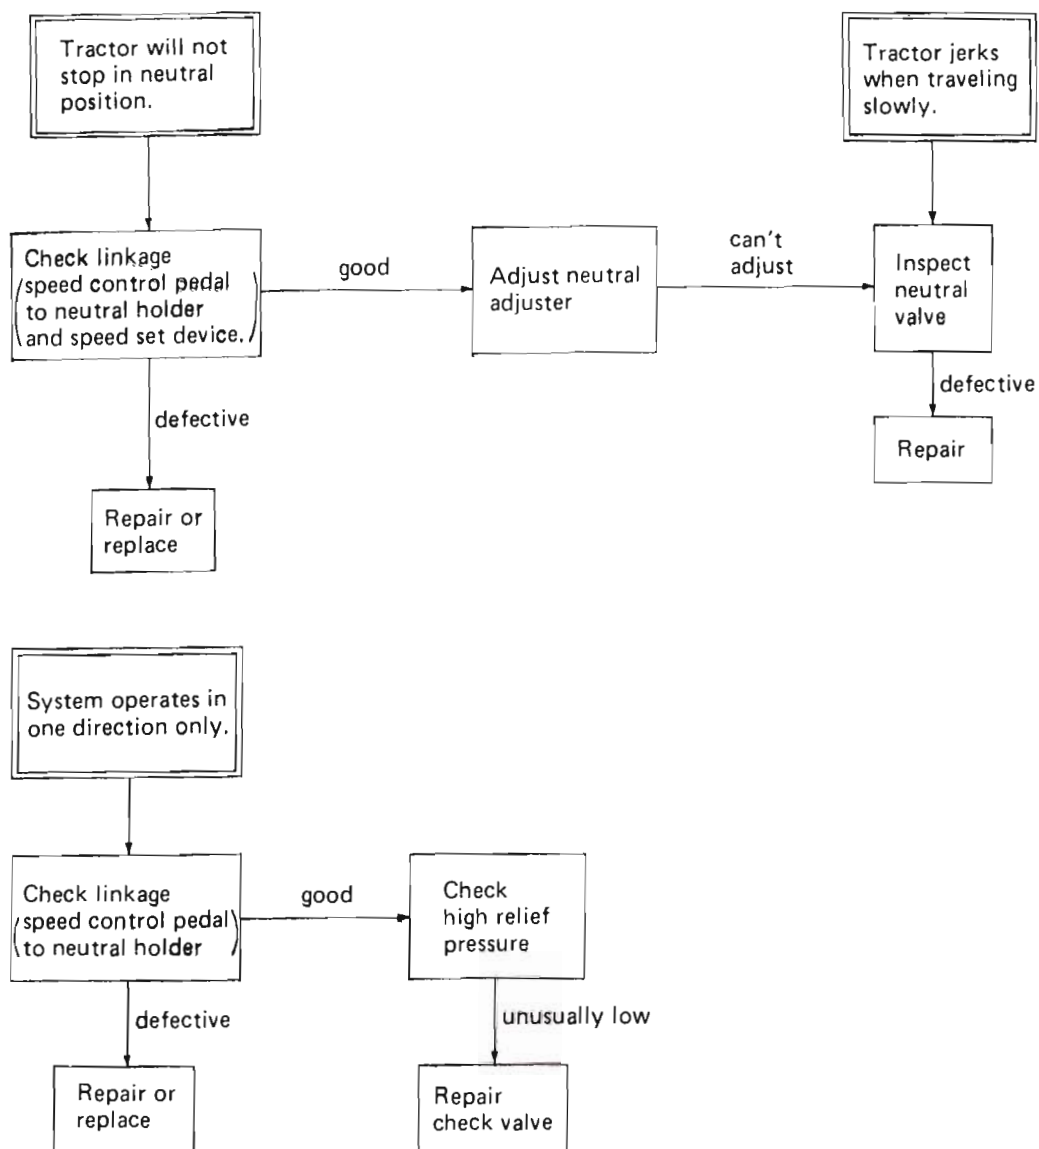 Tractor will not
stop in neutral
position.
Tractor jerks
when traveling
slowly.
Check linkage
(speed control pedal
to neutral holder
and speed set device.)
good
Adjust neutral
adjuster
can't
adjust
Inspect
neutral
valve
defective
Repair or
replace
defective
Repair
System operates in
one direction only.
Check linkage
(speed control pedal
to neutral holder)
good
Check
high relief
pressure
defective
Repair or
replace
unusually low
Repair
check valve